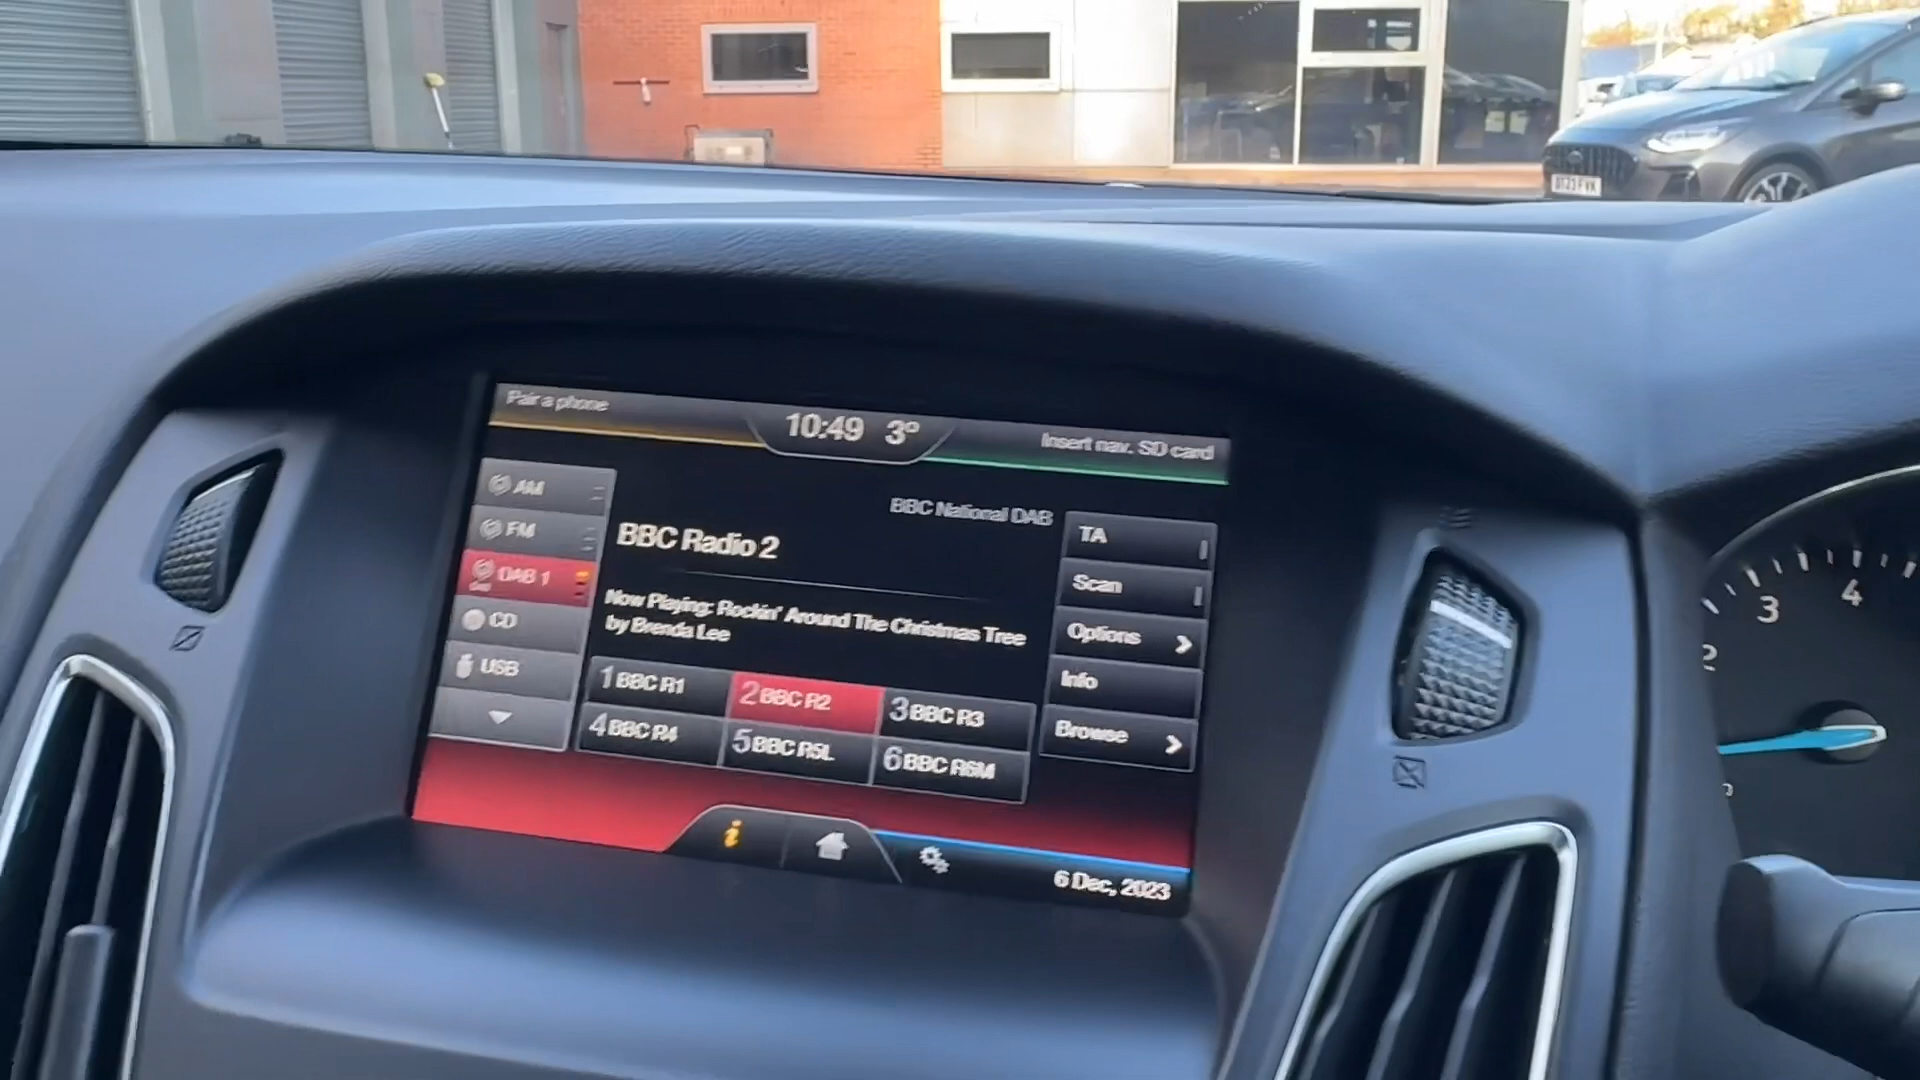 BT23 FVK
Pair a phone
10:49 3°
Insert nav. SD card
AM
FM
DAB 1
CD
USB
BBC National DAB
BBC Radio 2
Now Playing: Rockin' Around The Christmas Tree
by Brenda Lee
1 BBC R1
2 BBC R2
3 BBC R3
4 BBC R4
5 BBC R5L
6 BBC R6M
TA
Scan
Options
Info
Browse
i
6 Dec, 2023
2
3
4